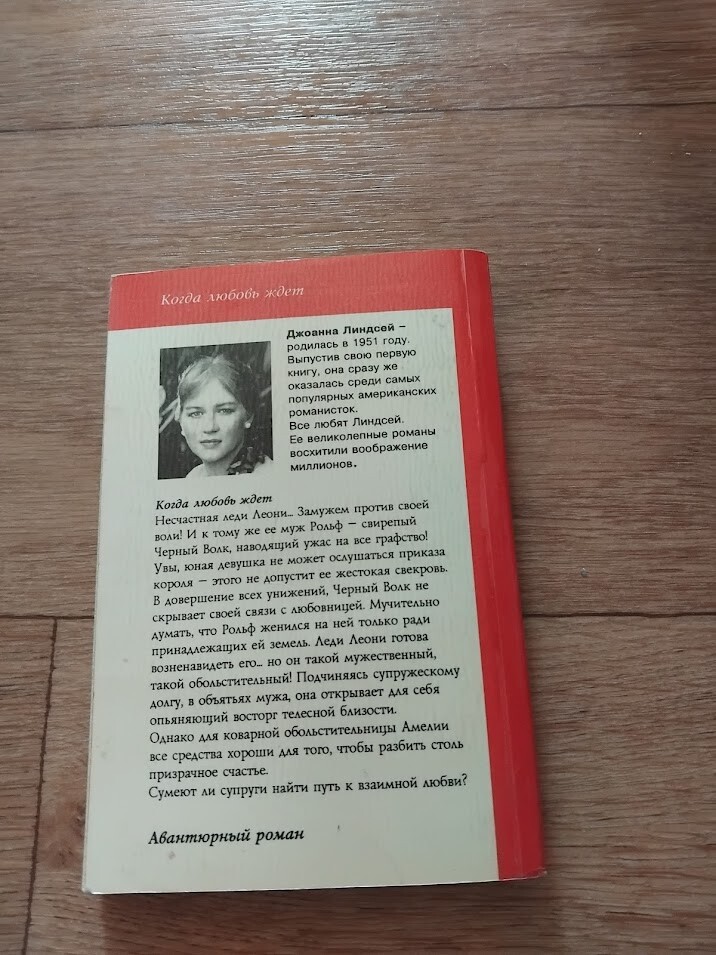 Когда любовь ждет
Джоанна Линдсей –
родилась в 1951 году.
Выпустив свою первую
книгу, она сразу же
оказалась среди самых
популярных американских
романисток.
Все любят Линдсей.
Ее великолепные романы
восхитили воображение
миллионов.
Когда любовь ждет
Несчастная леди Леони... Замужем против своей
воли! И к тому же ее муж Рольф – свирепый
Черный Волк, наводящий ужас на все графство!
Увы, юная девушка не может ослушаться приказа
короля – этого не допустит ее жестокая свекровь.
В довершение всех унижений, Черный Волк не
скрывает своей связи с любовницей. Мучительно
думать, что Рольф женился на ней только ради
принадлежащих ей земель. Леди Леони готова
возненавидеть его... но он такой мужественный,
такой обольстительный! Подчиняясь супружескому
долгу, в объятьях мужа, она открывает для себя
опьяняющий восторг телесной близости.
Однако для коварной обольстительницы Амелии
все средства хороши для того, чтобы разбить столь
призрачное счастье.
Сумеют ли супруги найти путь к взаимной любви?
Авантюрный роман